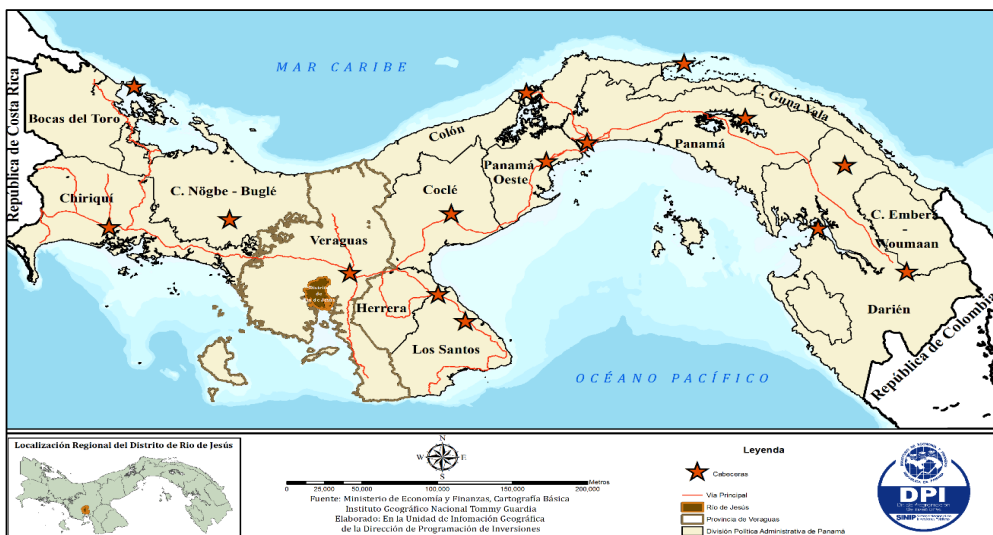 MAR CARIBE
República de Costa Rica
Bocas del Toro
Chiriquí
C. Nögbe - Buglé
Veraguas
Colón
Coclé
Panamá
Oeste
Panamá
C. Guna Yala
C.Ember
Woumaan
Darién
República de Colombia
Herrera
Los Santos
OCÉANO PACÍFICO
Localización Regional del Distrito de Rio de Jesús
N
W
E
S
0
25,000
50,000
100,000
150,000
200,000
Metros
Fuente: Ministerio de Economía y Finanzas, Cartografía Básica
Instituto Geográfico Nacional Tommy Guardia
Elaborado: En la Unidad de Infomación Geográfica
de la Dirección de Programación de Inversiones
Leyenda
Cabeceras
Vía Principal
Río de Jesús
Provincia de Veraguas
División Política Administrativa de Panamá
DPI
SINIP